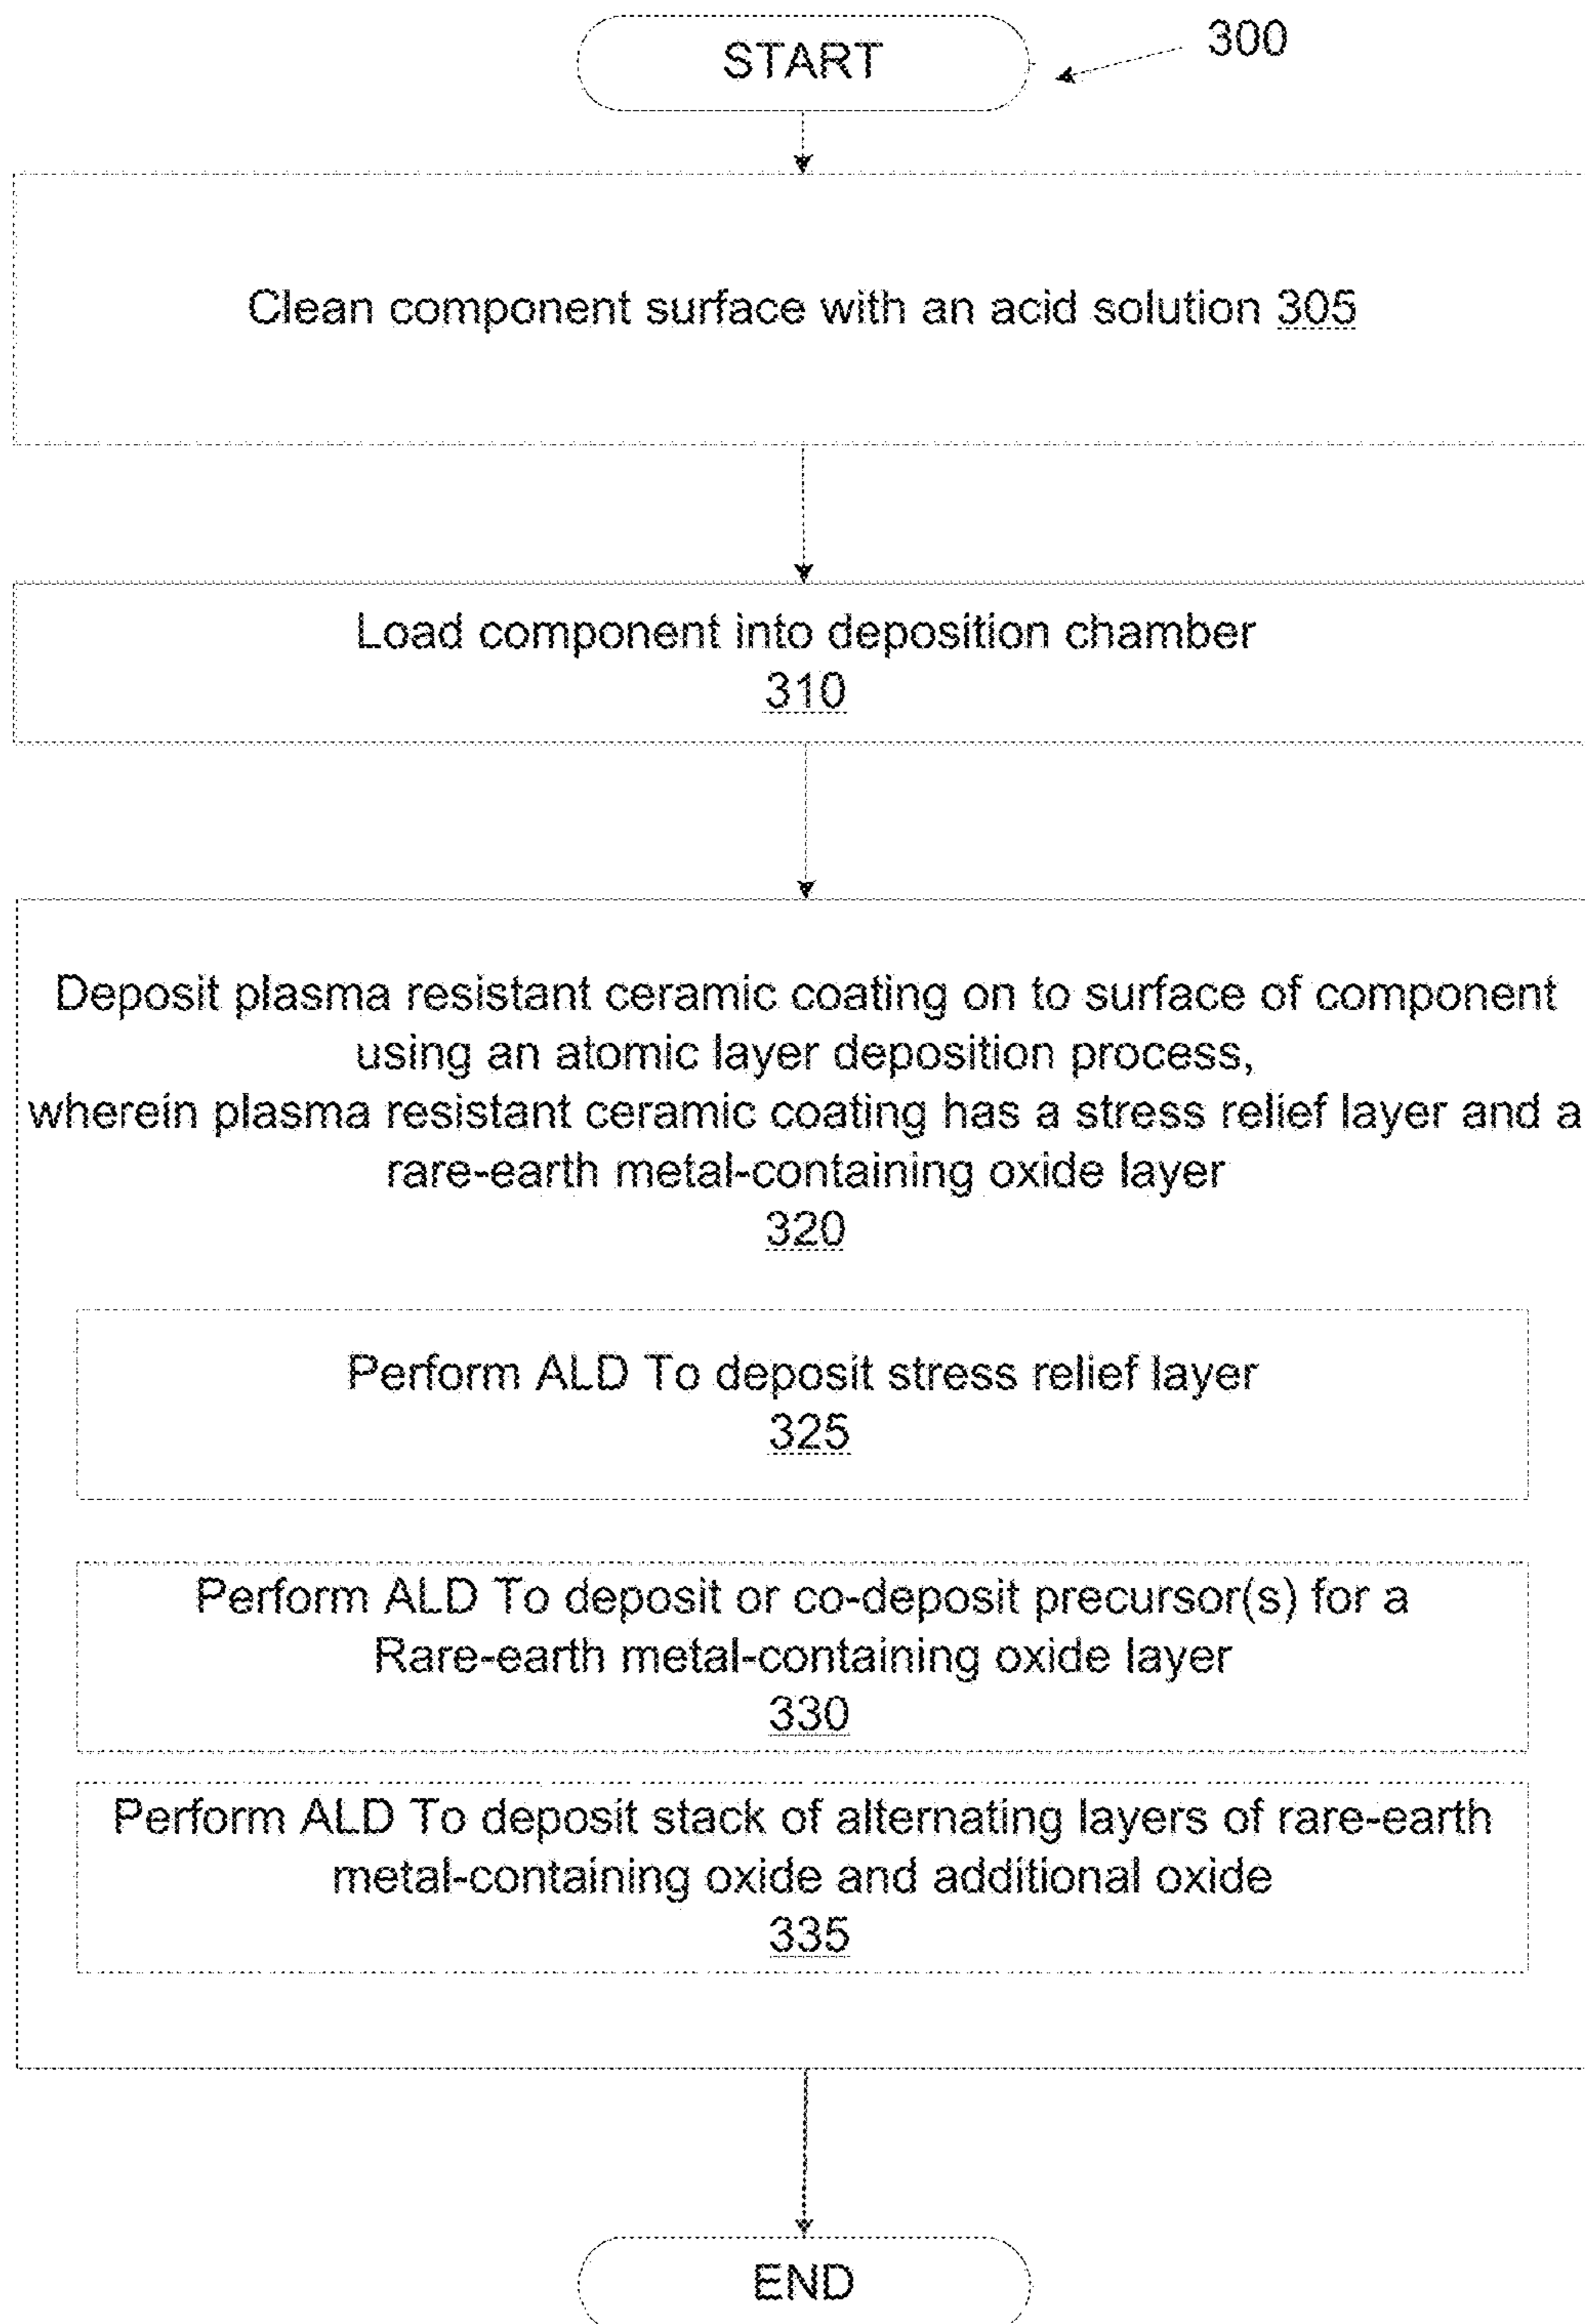 START
300
Clean component surface with an acid solution 305
Load component into deposition chamber
310
Deposit plasma resistant ceramic coating on to surface of component
using an atomic layer deposition process,
wherein plasma resistant ceramic coating has a stress relief layer and a
rare-earth metal-containing oxide layer
320
Perform ALD To deposit stress relief layer
325
Perform ALD To deposit or co-deposit precursor(s) for a
Rare-earth metal-containing oxide layer
330
Perform ALD To deposit stack of alternating layers of rare-earth
metal-containing oxide and additional oxide
335
END